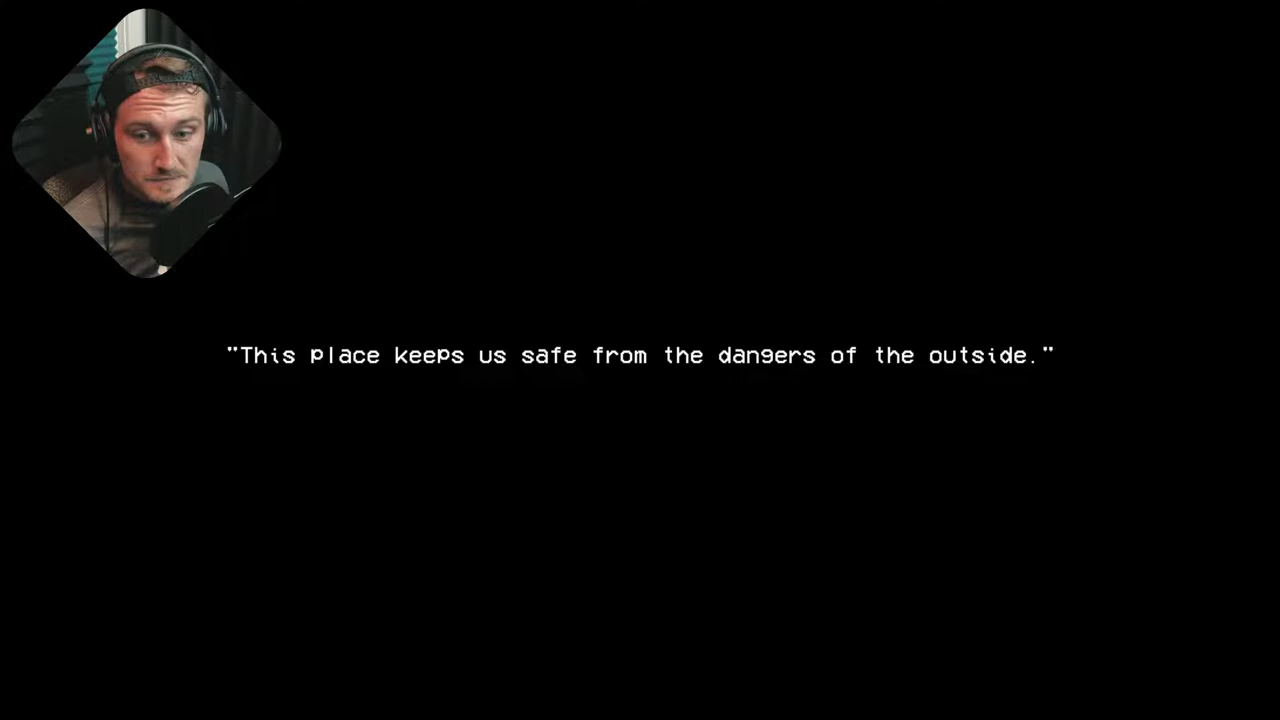 "This place keeps us safe from the dangers of the outside."